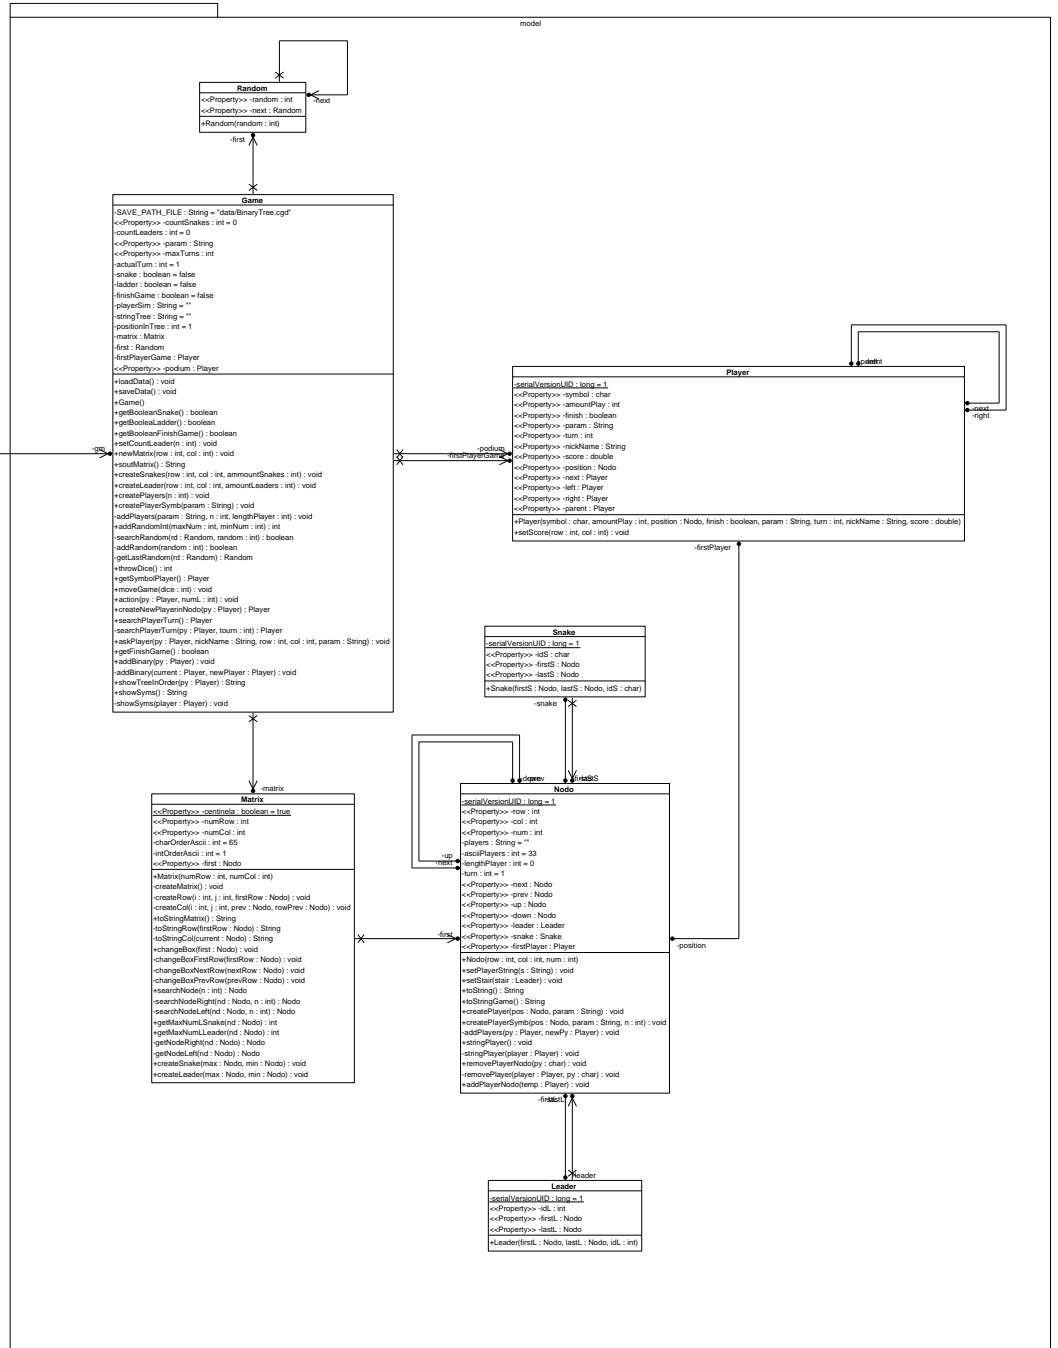 model
Random
<<Property>> -random : int
<<Property>> -next : Random
+Random(random : int)
-next
-first
Game
-SAVE_PATH_FILE : String = "data/BinaryTree.cgd"
<<Property>> -countSnakes : int = 0
-countLeaders : int = 0
<<Property>> -param : String
<<Property>> -maxTurns : int
-actualTurn : int = 1
-snake : boolean = false
-ladder : boolean = false
-finishGame : boolean = false
-playerSim : String = ""
-stringTree : String = ""
-positionInTree : int = 1
-matrix : Matrix
-first : Random
-firstPlayerGame : Player
<<Property>> -podium : Player
+loadData() : void
+saveData() : void
+Game()
+getBooleanSnake() : boolean
+getBooleaLadder() : boolean
+getBooleanFinishGame() : boolean
+setCountLeader(n : int) : void
+newMatrix(row : int, col : int) : void
+soutMatrix() : String
+createSnakes(row : int, col : int, ammountSnakes : int) : void
+createLeader(row : int, col : int, amountLeaders : int) : void
+createPlayers(n : int) : void
+createPlayerSymb(param : String) : void
-addPlayers(param : String, n : int, lengthPlayer : int) : void
+addRandomInt(maxNum : int, minNum : int) : int
-searchRandom(rd : Random, random : int) : boolean
-addRandom(random : int) : boolean
-getLastRandom(rd : Random) : Random
+throwDice() : int
+getSymbolPlayer() : Player
+moveGame(dice : int) : void
+action(py : Player, numL : int) : void
+createNewPlayerinNodo(py : Player) : Player
+searchPlayerTurn() : Player
-searchPlayerTurn(py : Player, tourn : int) : Player
+askPlayer(py : Player, nickName : String, row : int, col : int, param : String) : void
+getFinishGame() : boolean
+addBinary(py : Player) : void
-addBinary(current : Player, newPlayer : Player) : void
+showTreeInOrder(py : Player) : String
+showSyms() : String
-showSyms(player : Player) : void
-gm
-podium
-firstPlayerGame
-matrix
Player
-serialVersionUID : long = 1
<<Property>> -symbol : char
<<Property>> -amountPlay : int
<<Property>> -finish : boolean
<<Property>> -param : String
<<Property>> -turn : int
<<Property>> -nickName : String
<<Property>> -score : double
<<Property>> -position : Nodo
<<Property>> -next : Player
<<Property>> -left : Player
<<Property>> -right : Player
<<Property>> -parent : Player
+Player(symbol : char, amountPlay : int, position : Nodo, finish : boolean, param : String, turn : int, nickName : String, score : double)
+setScore(row : int, col : int) : void
-next
-right
-firstPlayer
Snake
-serialVersionUID : long = 1
<<Property>> -idS : char
<<Property>> -firstS : Nodo
<<Property>> -lastS : Nodo
+Snake(firstS : Nodo, lastS : Nodo, idS : char)
-snake
Matrix
<<Property>> -centinela : boolean = true
<<Property>> -numRow : int
<<Property>> -numCol : int
-charOrderAscii : int = 65
-intOrderAscii : int = 1
<<Property>> -first : Nodo
+Matrix(numRow : int, numCol : int)
-createMatrix() : void
-createRow(i : int, j : int, firstRow : Nodo) : void
-createCol(i : int, j : int, prev : Nodo, rowPrev : Nodo) : void
+toStringMatrix() : String
-toStringRow(firstRow : Nodo) : String
-toStringCol(current : Nodo) : String
+changeBox(first : Nodo) : void
-changeBoxFirstRow(firstRow : Nodo) : void
-changeBoxNextRow(nextRow : Nodo) : void
-changeBoxPrevRow(prevRow : Nodo) : void
+searchNode(n : int) : Nodo
-searchNodeRight(nd : Nodo, n : int) : Nodo
-searchNodeLeft(nd : Nodo, n : int) : Nodo
+getMaxNumLSnake(nd : Nodo) : int
+getMaxNumLLeader(nd : Nodo) : int
-getNodeRight(nd : Nodo) : Nodo
-getNodeLeft(nd : Nodo) : Nodo
+createSnake(max : Nodo, min : Nodo) : void
+createLeader(max : Nodo, min : Nodo) : void
-first
-up
-next
Nodo
-serialVersionUID : long = 1
<<Property>> -row : int
<<Property>> -col : int
<<Property>> -num : int
-players : String = ""
-asciiPlayers : int = 33
-lengthPlayer : int = 0
-turn : int = 1
<<Property>> -next : Nodo
<<Property>> -prev : Nodo
<<Property>> -up : Nodo
<<Property>> -down : Nodo
<<Property>> -leader : Leader
<<Property>> -snake : Snake
<<Property>> -firstPlayer : Player
+Nodo(row : int, col : int, num : int)
+setPlayerString(s : String) : void
+setStair(stair : Leader) : void
+toString() : String
+toStringGame() : String
+createPlayer(pos : Nodo, param : String) : void
+createPlayerSymb(pos : Nodo, param : String, n : int) : void
-addPlayers(py : Player, newPy : Player) : void
+stringPlayer() : void
-stringPlayer(player : Player) : void
+removePlayerNodo(py : char) : void
-removePlayer(player : Player, py : char) : void
+addPlayerNodo(temp : Player) : void
-position
-leader
Leader
-serialVersionUID : long = 1
<<Property>> -idL : int
<<Property>> -firstL : Nodo
<<Property>> -lastL : Nodo
+Leader(firstL : Nodo, lastL : Nodo, idL : int)